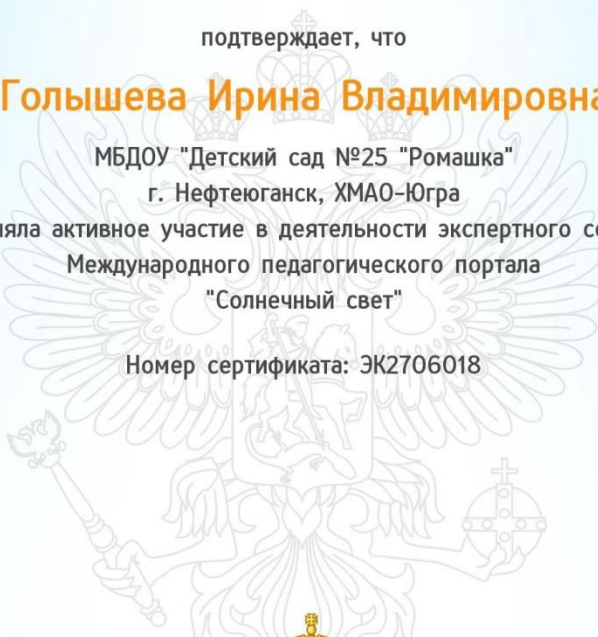 подтверждает, что
Голышева Ирина Владимировна
МБДОУ "Детский сад №25 "Ромашка"
г. Нефтеюганск, ХМАО-Югра
активное участие в деятельности экспертного
Международного педагогического портала
"Солнечный свет"
Номер сертификата: ЭК2706018